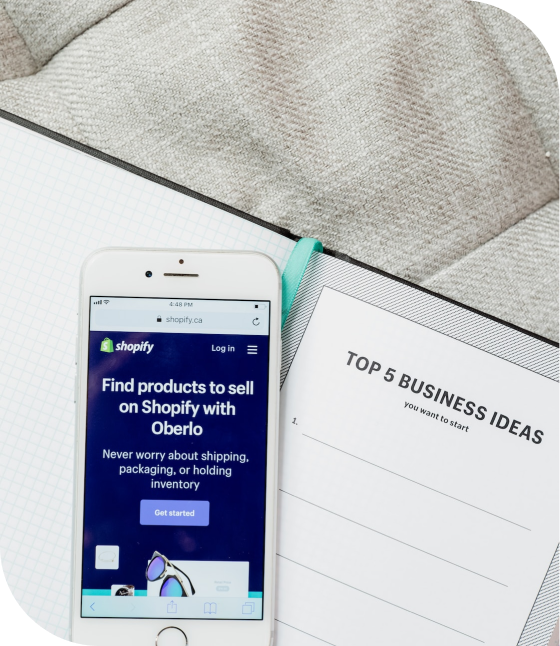 4:48 PM
shopify.ca
shopify
Log in
Find products to sell
on Shopify with
Oberlo
Never worry about shipping,
packaging, or holding
inventory
Get started
TOP 5 BUSINESS IDEAS
you want to start
1.